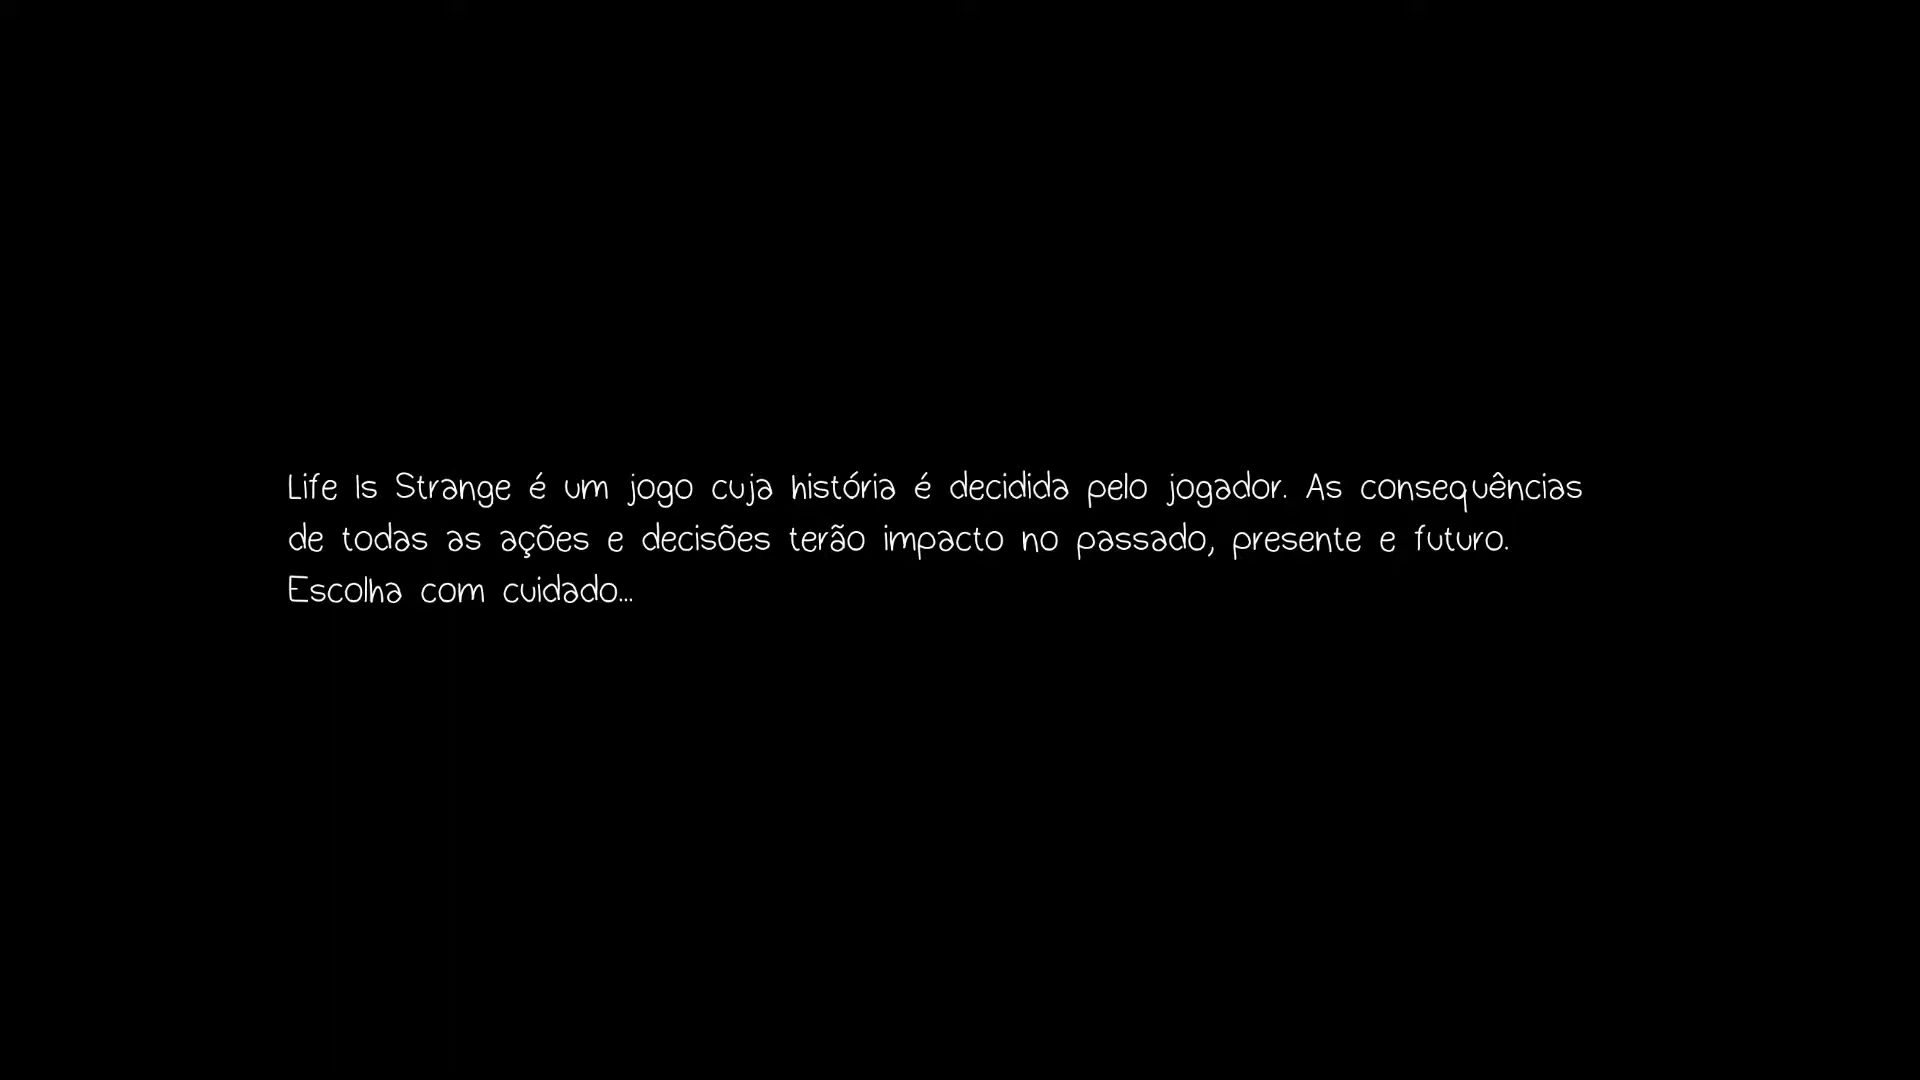 Life Is Strange é um jogo cuja história é decidida pelo jogador. As consequências
de todas as ações e decisões terão impacto no passado, presente e futuro.
Escolha com cuidado...